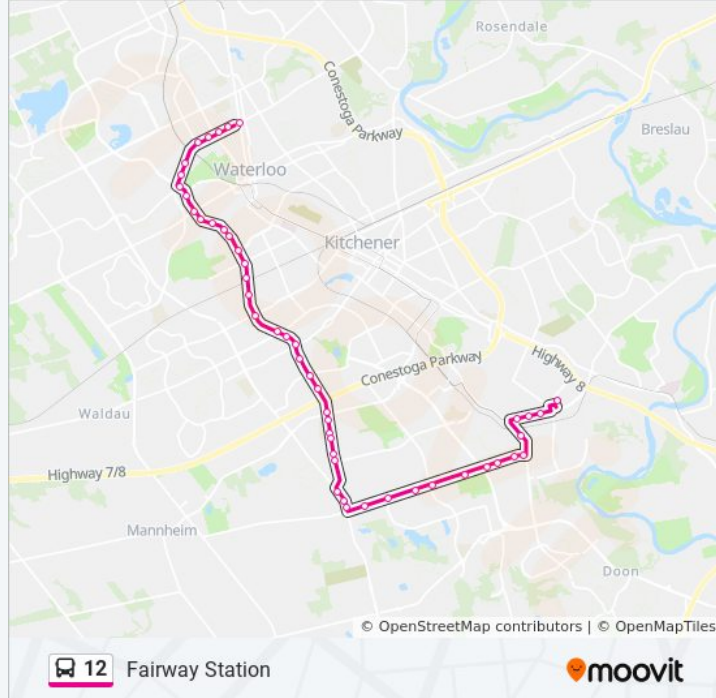 Rosendale
Conestoga Parkway
Breslau
Waterloo
Kitchener
Highway 8
Conestoga Parkway
Waldau
Highway 7/8
Mannheim
Doon
© OpenStreetMap contributors | © OpenMapTiles
12 Fairway Station
moovit